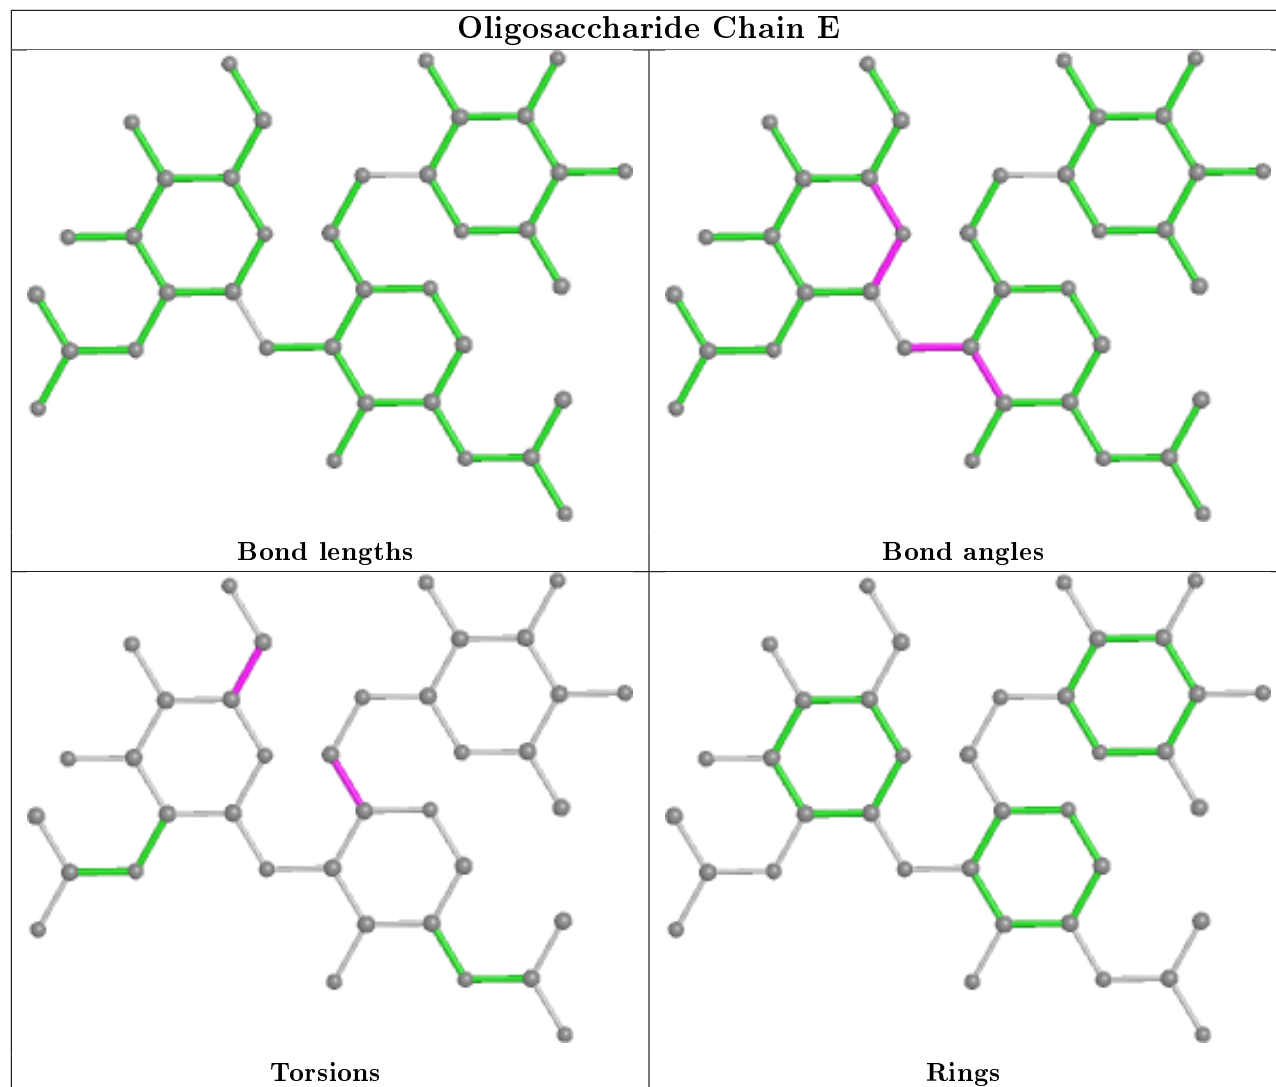 Oligosaccharide Chain E
Bond lengths
Bond angles
Torsions
Rings